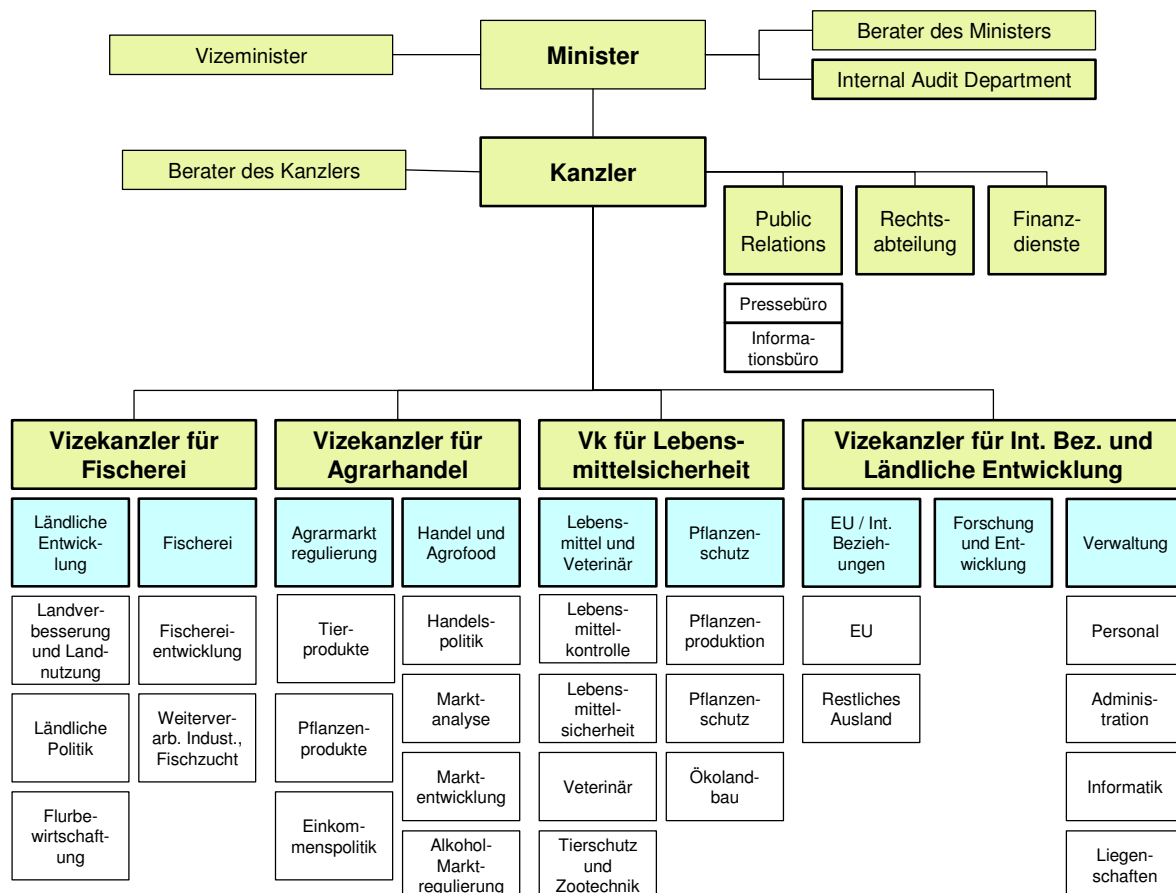 Vizeminister
Minister
Berater des Ministers
Internal Audit Department
Berater des Kanzlers
Kanzler
Public
Relations
Rechts-
abteilung
Finanz-
dienste
Pressebüro
Informa-
tionsbüro
Vizekanzler für
Fischerei
Vizekanzler für
Agrarhandel
Vk für Lebens-
mittelsicherheit
Vizekanzler für Int. Bez. und
Ländliche Entwicklung
Ländliche
Entwick-
lung
Fischerei
Agrarmarkt
regulierung
Handel und
Agrofood
Lebens-
mittel und
Veterinär
Pflanzen-
schutz
EU / Int.
Bezieh-
ungen
Forschung
und Ent-
wicklung
Verwaltung
Landver-
besserung
und Land-
nutzung
Fischerei-
entwicklung
Tier-
produkte
Handels-
politik
Lebens-
mittel-
kontrolle
Pflanzen-
produktion
EU
Personal
Ländliche
Politik
Weiterver-
arb. Indust.,
Fischzucht
Pflanzen-
produkte
Markt-
analyse
Lebens-
mittel-
sicherheit
Pflanzen-
schutz
Restliches
Ausland
Admini-
stration
Flurbe-
wirtschaft-
ung
Einkom-
menspolitik
Markt-
entwicklung
Veterinär
Ökoland-
bau
Informatik
Alkohol-
Markt-
regulierung
Tierschutz
und
Zootechnik
Liegen-
schaften